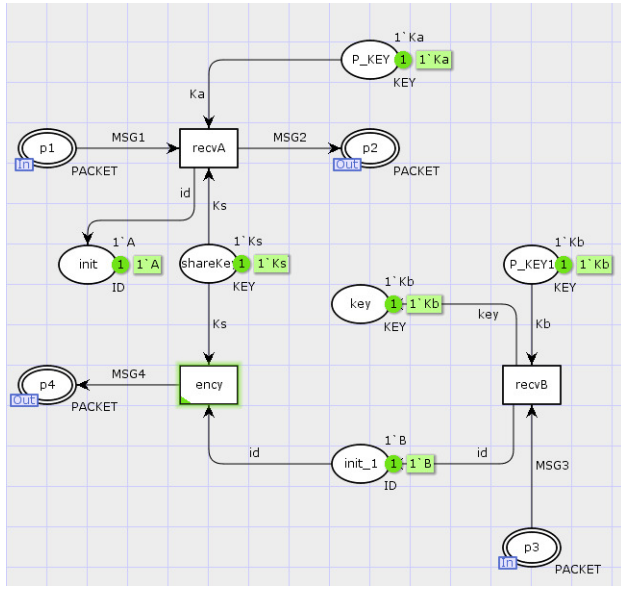 1`Ka
P_KEY 1 1`Ka
KEY
Ka
p1 MSG1 recvA MSG2 p2
In PACKET Out PACKET
id Ks
1`A 1`Ks 1`Kb
init 1 1`A shareKe 1 1`Ks P_KEY1 1 1`Kb
ID KEY KEY
1`Kb
key 1 1`Kb key
KEY
Ks Kb
p4 MSG4 ency recvB
Out PACKET
1`B
id init_1 1 1`B id MSG3
ID
p3
In PACKET